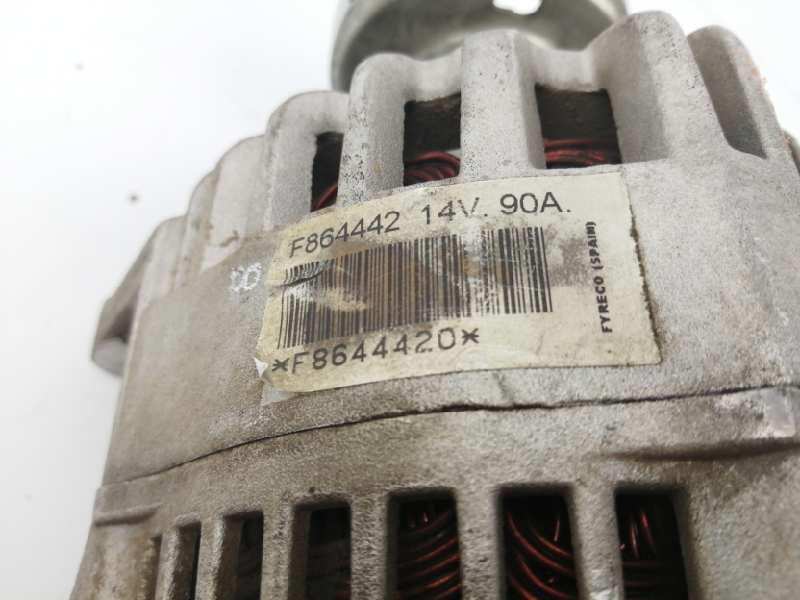 F864442 14V. 90A.
*F8644420*
FYRECO (SPAIN)